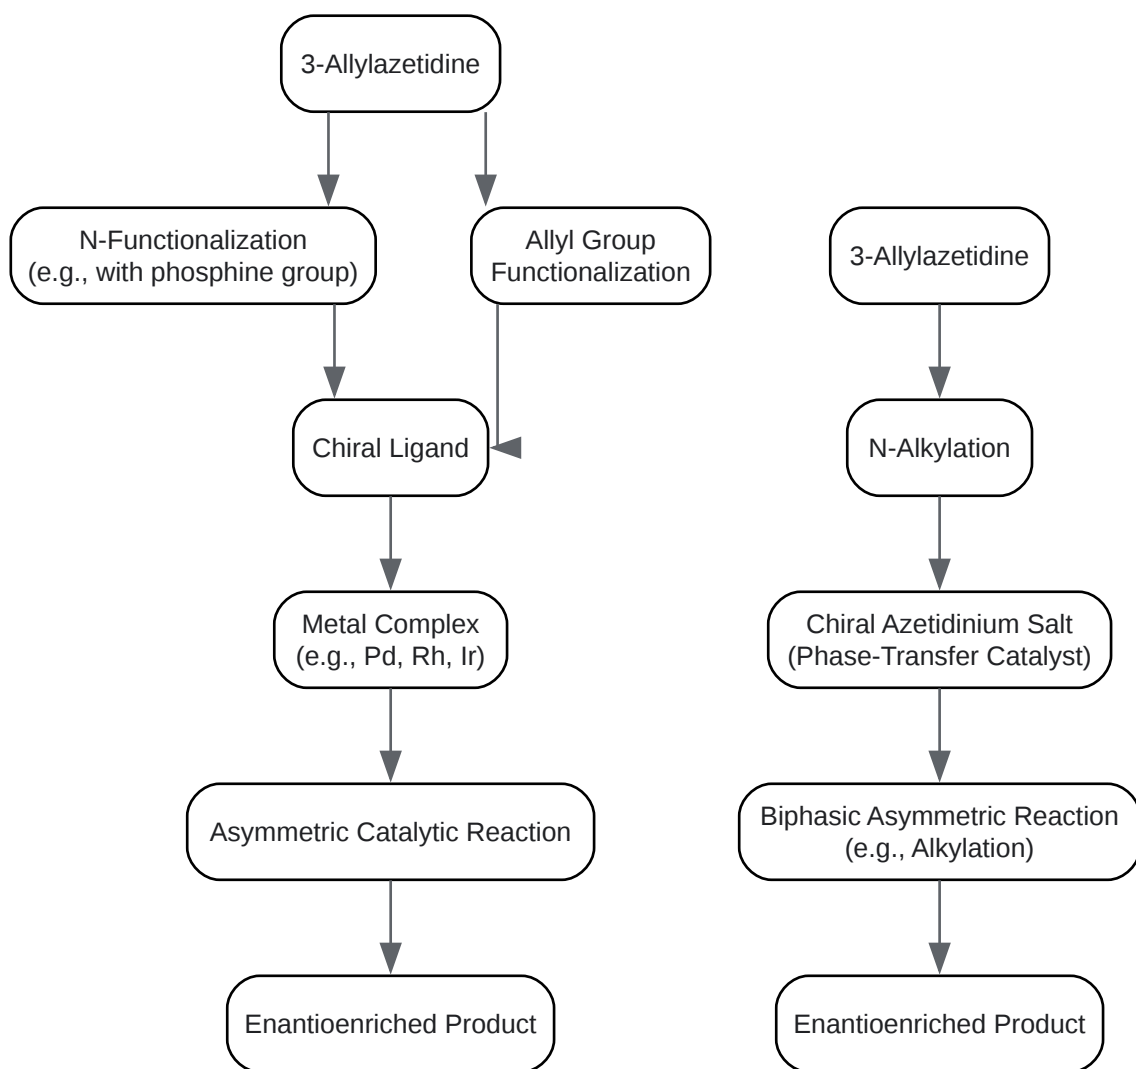 3-Allylazetidine
N-Functionalization
(e.g., with phosphine group)
Allyl Group
Functionalization
Chiral Ligand
Metal Complex
(e.g., Pd, Rh, Ir)
Asymmetric Catalytic Reaction
Enantioenriched Product
3-Allylazetidine
N-Alkylation
Chiral Azetidinium Salt
(Phase-Transfer Catalyst)
Biphasic Asymmetric Reaction
(e.g., Alkylation)
Enantioenriched Product